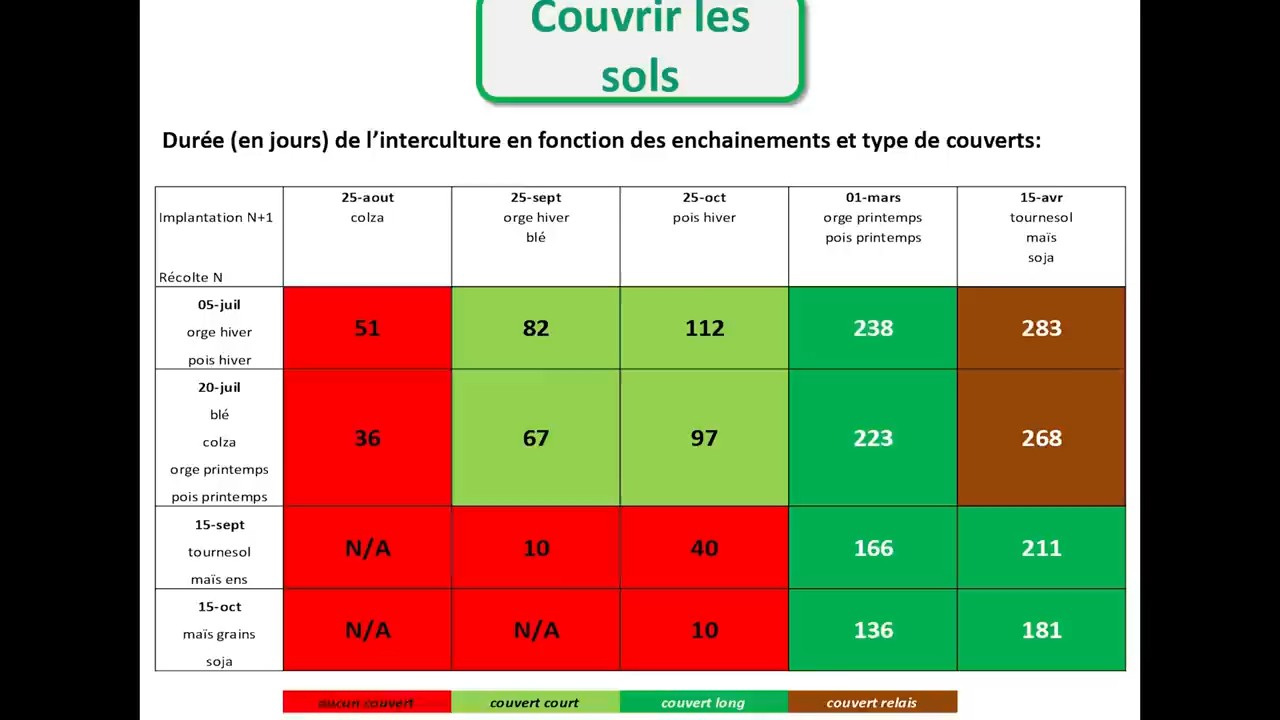 Couvrir les
sols
Durée (en jours) de l’interculture en fonction des enchainements et type de couverts:
Implantation N+1
Récolte N
25-aout
colza
25-sept
orge hiver
blé
25-oct
pois hiver
01-mars
orge printemps
pois printemps
15-avr
tournesol
maïs
soja
05-juil
orge hiver
pois hiver
51
82
112
238
283
20-juil
blé
colza
orge printemps
pois printemps
36
67
97
223
268
15-sept
tournesol
maïs ens
N/A
10
40
166
211
15-oct
maïs grains
soja
N/A
N/A
10
136
181
aucun couvert
couvert court
couvert long
couvert relais